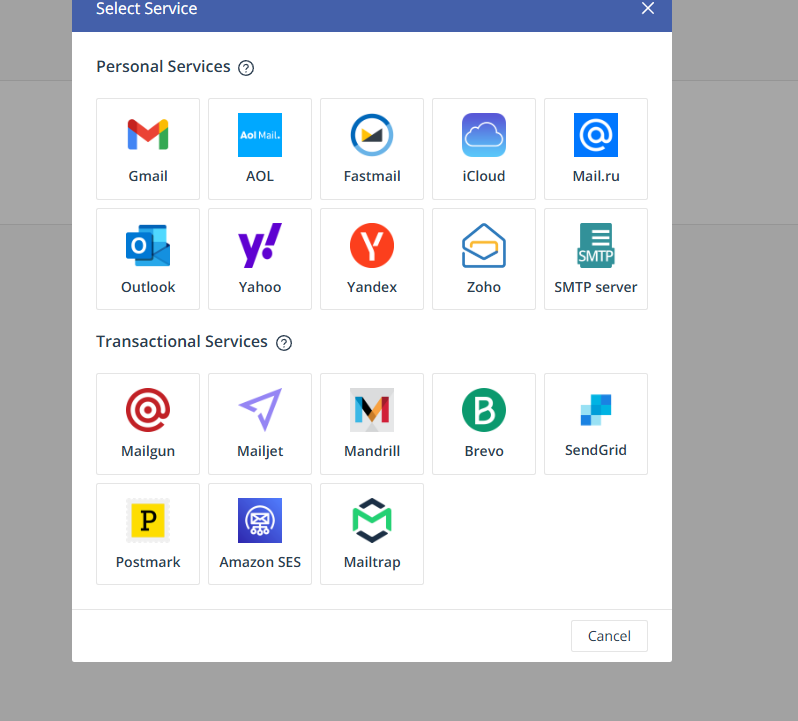 Select Service
Personal Services ?
Gmail
Aol Mail.
AOL
Fastmail
iCloud
Mail.ru
Outlook
Yahoo
Yandex
Zoho
SMTP
SMTP server
Transactional Services ?
Mailgun
Mailjet
Mandrill
B
Brevo
SendGrid
P
Postmark
Amazon SES
Mailtrap
Cancel